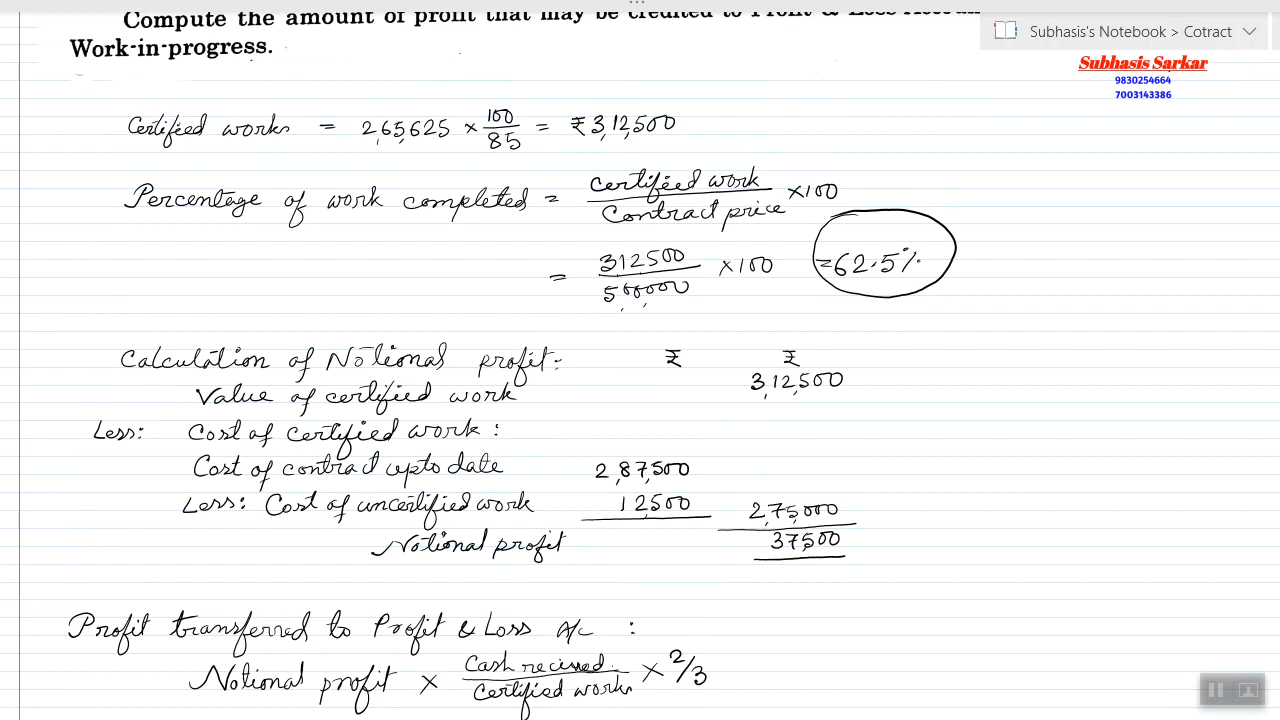 Compute the amount of profit that may be credited to Profit & Loss Accoun
Work-in-progress.
Subhasis's Notebook > Cotract
Subhasis Sarkar
9830254664
7003143386
Certified works = 2,65,625 × 100/85 = ₹3,12,500
Percentage of work completed = Certified work/Contract price ×100
= 312500/5,00,000 ×100 =62.5%
Calculation of Notional profit:- ₹ ₹
Value of certified work 3,12,500
Less: Cost of certified work:
Cost of contract upto date 2,87,500
Less: Cost of uncertified work 12,500 2,75,000
Notional profit 37,500
Profit transferred to Profit & Loss A/c :
Notional profit × Cash received/Certified works × 2/3